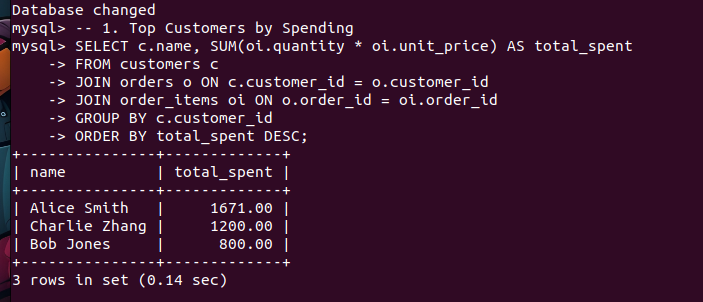 Database changed
mysql> -- 1. Top Customers by Spending
mysql> SELECT c.name, SUM(oi.quantity * oi.unit_price) AS total_spent
    -> FROM customers c
    -> JOIN orders o ON c.customer_id = o.customer_id
    -> JOIN order_items oi ON o.order_id = oi.order_id
    -> GROUP BY c.customer_id
    -> ORDER BY total_spent DESC;
+---------------+-------------+
| name          | total_spent |
+---------------+-------------+
| Alice Smith   |     1671.00 |
| Charlie Zhang |     1200.00 |
| Bob Jones     |      800.00 |
+---------------+-------------+
3 rows in set (0.14 sec)